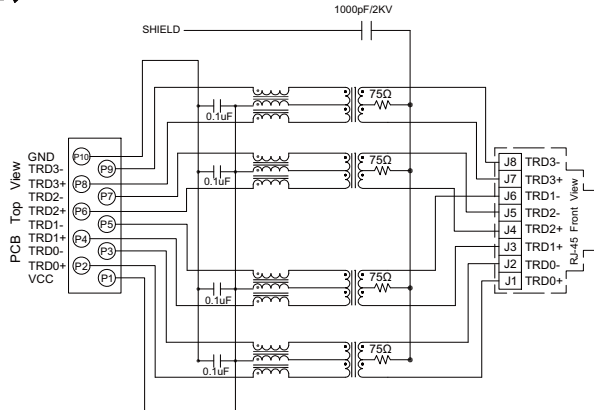 1000pF/2KV
SHIELD
75Ω
0.1uF
75Ω
0.1uF
75Ω
0.1uF
75Ω
0.1uF
PCB Top View
GND
TRD3-
TRD3+
TRD2-
TRD2+
TRD1-
TRD1+
TRD0-
TRD0+
VCC
P10
P9
P8
P7
P6
P5
P4
P3
P2
P1
J8 TRD3-
J7 TRD3+
J6 TRD1-
J5 TRD2-
J4 TRD2+
J3 TRD1+
J2 TRD0-
J1 TRD0+
RJ-45 Front View